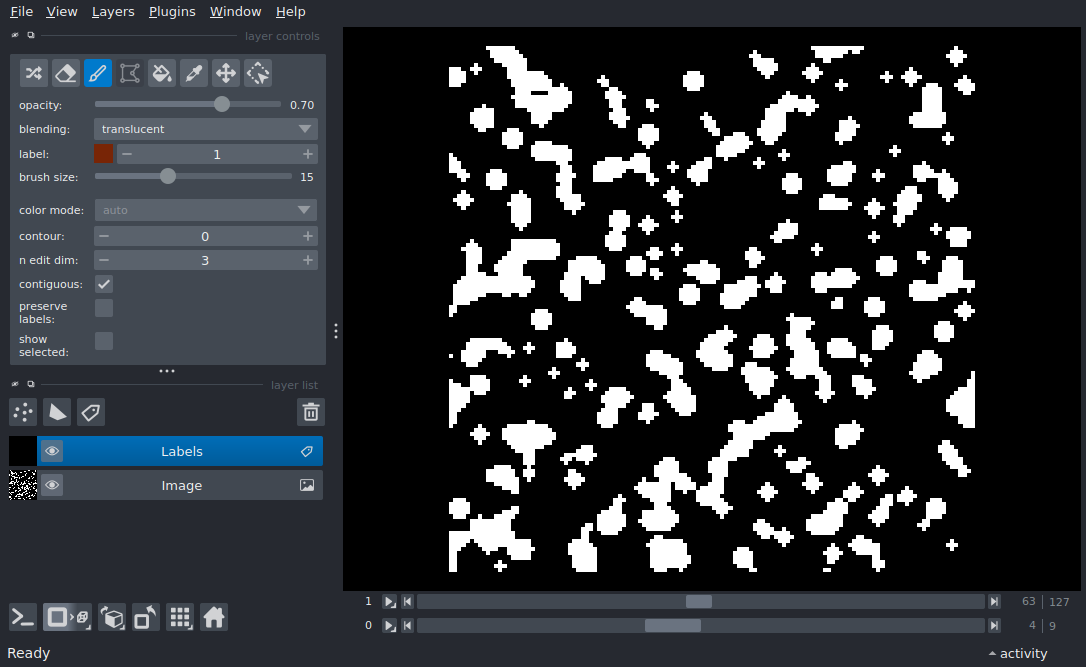 File View Layers Plugins Window Help
layer controls
opacity: 0.70
blending: translucent
label: 1
brush size: 15
color mode: auto
contour: 0
n edit dim: 3
contiguous:
preserve
labels:
show
selected:
layer list
Labels
Image
1 63 127
0 4 9
Ready activity